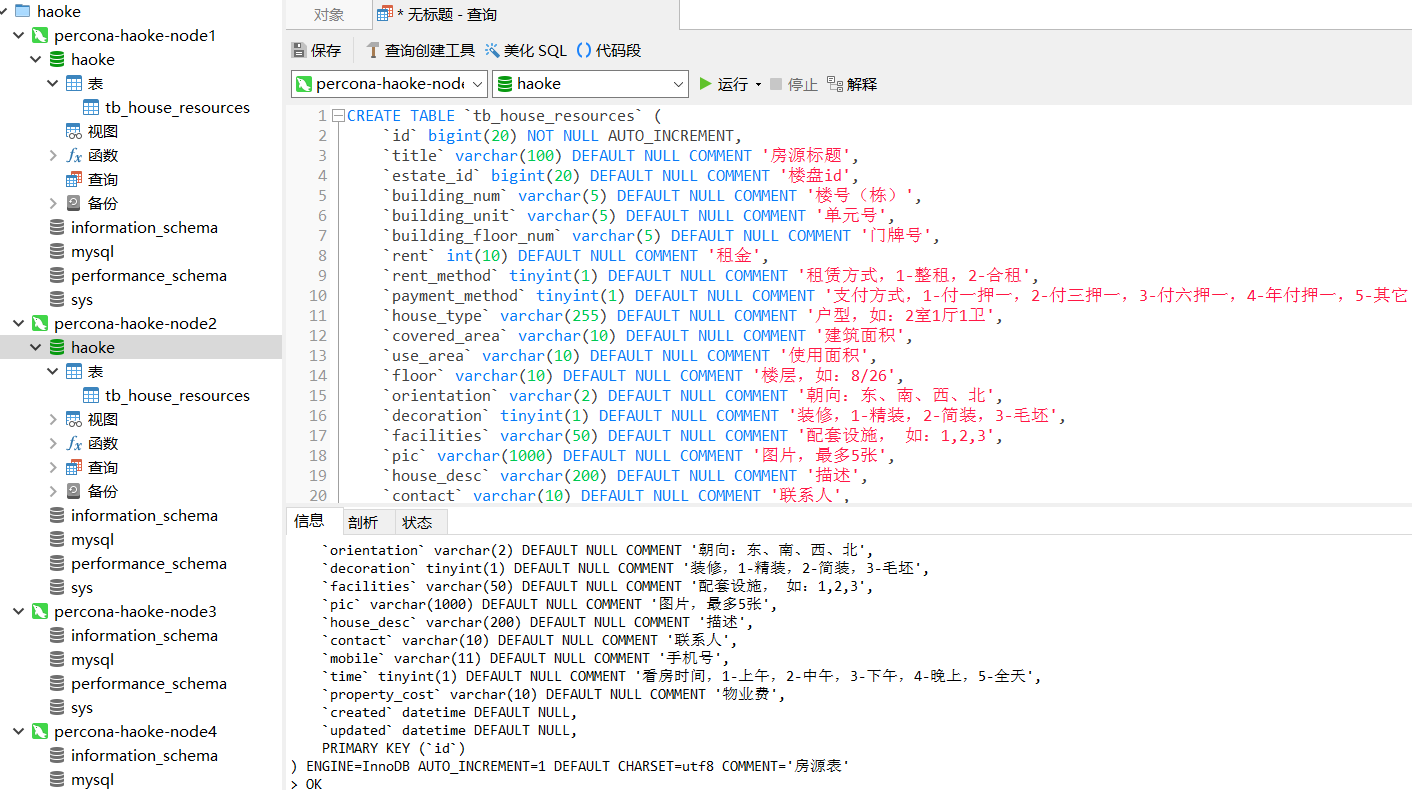 haoke
percona-haoke-node1
haoke
表
tb_house_resources
视图
函数
查询
备份
information_schema
mysql
performance_schema
sys
percona-haoke-node2
haoke
表
tb_house_resources
视图
函数
查询
备份
information_schema
mysql
performance_schema
sys
percona-haoke-node3
information_schema
mysql
performance_schema
sys
percona-haoke-node4
information_schema
mysql
对象 * 无标题 - 查询
保存 查询创建工具 美化 SQL () 代码段
percona-haoke-node haoke 运行 停止 解释
1 CREATE TABLE `tb_house_resources` (
2 `id` bigint(20) NOT NULL AUTO_INCREMENT,
3 `title` varchar(100) DEFAULT NULL COMMENT '房源标题',
4 `estate_id` bigint(20) DEFAULT NULL COMMENT '楼盘id',
5 `building_num` varchar(5) DEFAULT NULL COMMENT '楼号（栋）',
6 `building_unit` varchar(5) DEFAULT NULL COMMENT '单元号',
7 `building_floor_num` varchar(5) DEFAULT NULL COMMENT '门牌号',
8 `rent` int(10) DEFAULT NULL COMMENT '租金',
9 `rent_method` tinyint(1) DEFAULT NULL COMMENT '租赁方式，1-整租，2-合租',
10 `payment_method` tinyint(1) DEFAULT NULL COMMENT '支付方式，1-付一押一，2-付三押一，3-付六押一，4-年付押一，5-其它
11 `house_type` varchar(255) DEFAULT NULL COMMENT '户型，如：2室1厅1卫',
12 `covered_area` varchar(10) DEFAULT NULL COMMENT '建筑面积',
13 `use_area` varchar(10) DEFAULT NULL COMMENT '使用面积',
14 `floor` varchar(10) DEFAULT NULL COMMENT '楼层，如：8/26',
15 `orientation` varchar(2) DEFAULT NULL COMMENT '朝向：东、南、西、北',
16 `decoration` tinyint(1) DEFAULT NULL COMMENT '装修，1-精装，2-简装，3-毛坯',
17 `facilities` varchar(50) DEFAULT NULL COMMENT '配套设施， 如：1,2,3',
18 `pic` varchar(1000) DEFAULT NULL COMMENT '图片，最多5张',
19 `house_desc` varchar(200) DEFAULT NULL COMMENT '描述',
20 `contact` varchar(10) DEFAULT NULL COMMENT '联系人',
信息 剖析 状态
`orientation` varchar(2) DEFAULT NULL COMMENT '朝向：东、南、西、北',
`decoration` tinyint(1) DEFAULT NULL COMMENT '装修，1-精装，2-简装，3-毛坯',
`facilities` varchar(50) DEFAULT NULL COMMENT '配套设施， 如：1,2,3',
`pic` varchar(1000) DEFAULT NULL COMMENT '图片，最多5张',
`house_desc` varchar(200) DEFAULT NULL COMMENT '描述',
`contact` varchar(10) DEFAULT NULL COMMENT '联系人',
`mobile` varchar(11) DEFAULT NULL COMMENT '手机号',
`time` tinyint(1) DEFAULT NULL COMMENT '看房时间，1-上午，2-中午，3-下午，4-晚上，5-全天',
`property_cost` varchar(10) DEFAULT NULL COMMENT '物业费',
`created` datetime DEFAULT NULL,
`updated` datetime DEFAULT NULL,
PRIMARY KEY (`id`)
) ENGINE=InnoDB AUTO_INCREMENT=1 DEFAULT CHARSET=utf8 COMMENT='房源表'
> OK